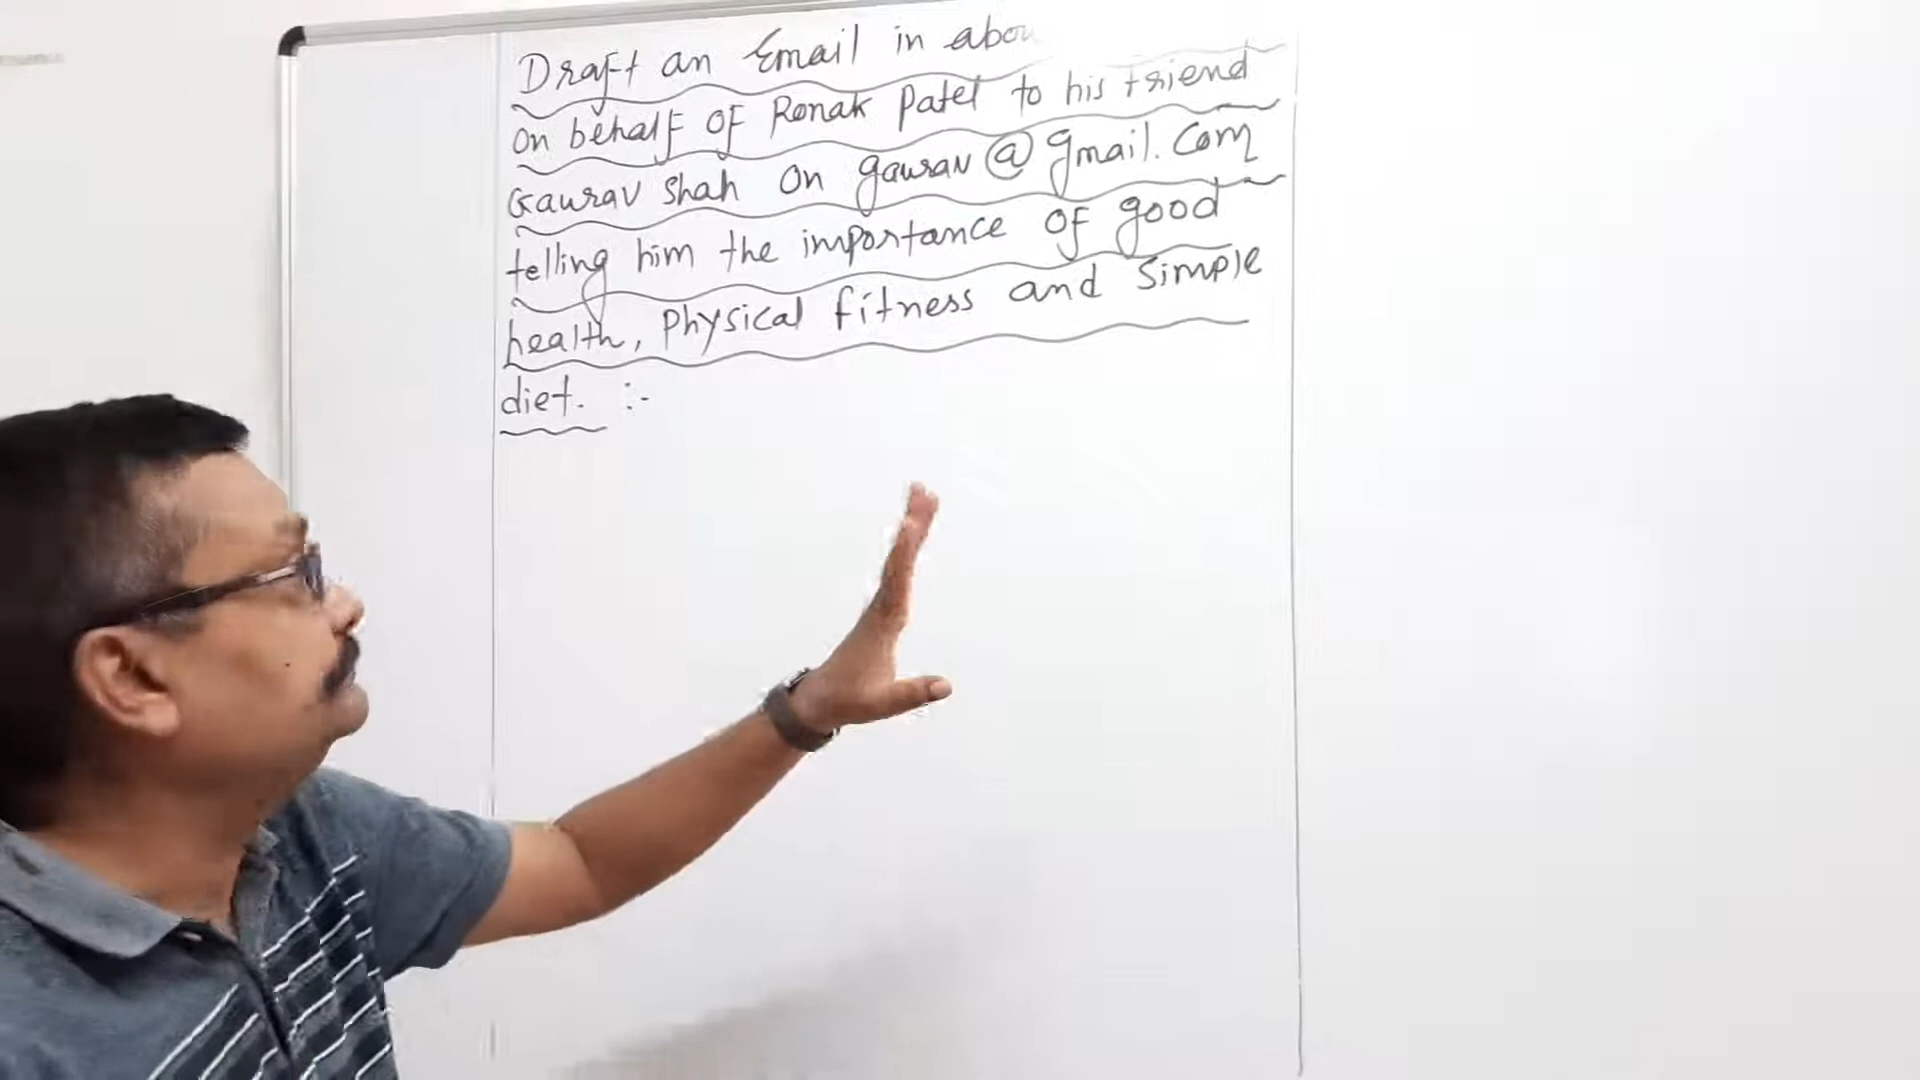 Draft an Email in abou
on behalf of Ronak Patel to his friend
Gaurav Shah on gaurav@gmail.com
telling him the importance of good
health, Physical fitness and Simple
diet. :-